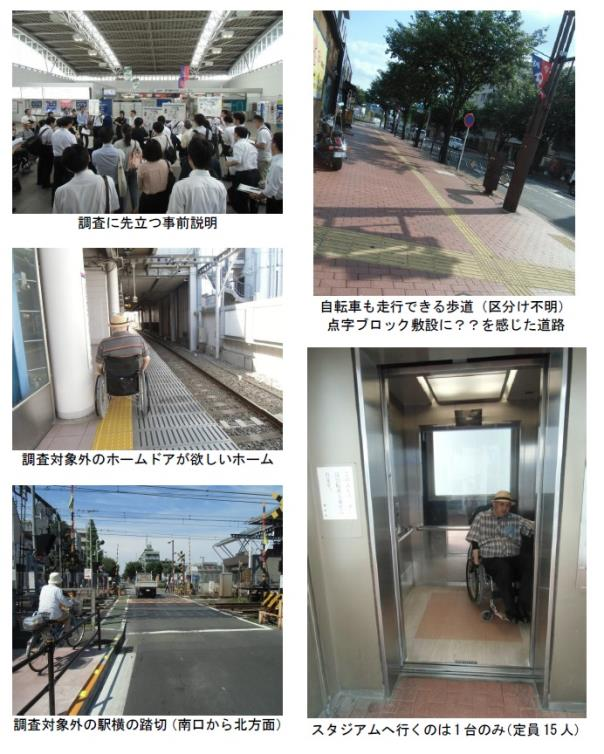 調査に先立つ事前説明
自転車も走行できる歩道（区分け不明）
点字ブロック敷設に？？を感じた道路
調査対象外のホームドアが欲しいホーム
調査対象外の駅横の踏切（南口から北方面）
スタジアムへ行くのは１台のみ（定員 15 人）